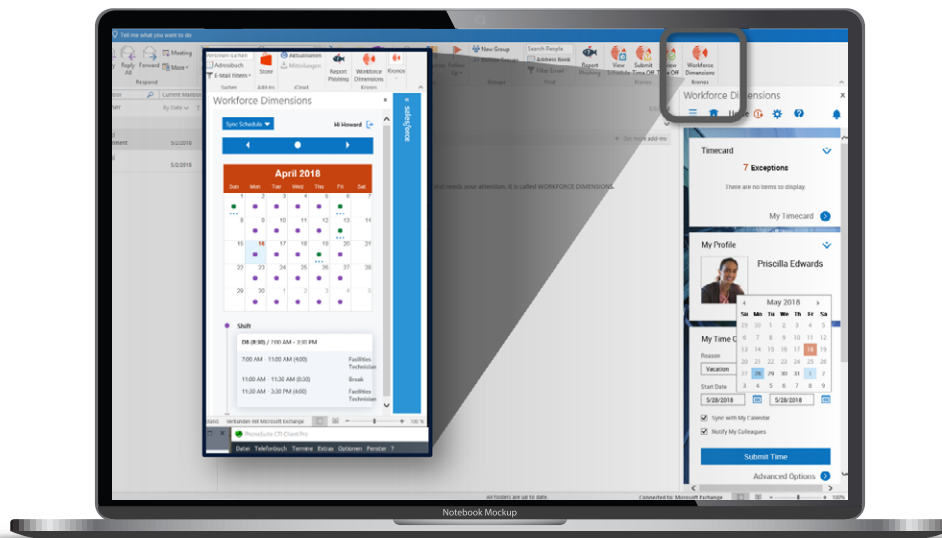 Tell me what you want to do
Reply All
Forward
Meeting
More
Respond
New Group
Search People
Address Book
Filter Email
Find
Report Phishing
View Schedule
Submit Time Off
Workforce Dimensions
Kronos
Current Mailbox
By Date
5/2/2018
5/2/2018
Get more add-ins
and needs your attention. It is called WORKFORCE DIMENSIONS.
Adressbuch
E-Mail filtern
Suchen
Store
Add-Ins
Aktualisieren
Mitteilungen
iCloud
Report Phishing
Workforce Dimensions
Kronos
Kronos
Workforce Dimensions x
« salesforce
Sync Schedule
Hi Howard
April 2018
Sun Mon Tue Wed Thu Fri Sat
1 2 3 4 5 6 7
8 9 10 11 12 13 14
15 16 17 18 19 20 21
22 23 24 25 26 27 28
29 30 1 2 3 4 5
Shift
D8 (8:30) / 7:00 AM - 3:30 PM
7:00 AM - 11:00 AM (4:00) Facilities Technician
11:00 AM - 11:30 AM (0:30) Break
11:30 AM - 3:30 PM (4:00) Facilities Technician
Verbunden mit Microsoft Exchange
100 %
PhoneSuite CTI Client Pro
Datei Telefonbuch Termine Extras Optionen Fenster ?
Workforce Dimensions x
Home
Timecard
7 Exceptions
There are no items to display.
My Timecard
My Profile
Priscilla Edwards
May 2018
Su Mo Tu We Th Fr Sa
29 30 1 2 3 4 5
6 7 8 9 10 11 12
13 14 15 16 17 18 19
20 21 22 23 24 25 26
27 28 29 30 31 1 2
3 4 5 6 7 8 9
My Time
Reason
Vacation
Start Date
5/28/2018 5/28/2018
Sync with My Calendar
Notify My Colleagues
Submit Time
Advanced Options
All folders are up to date.
Connected to: Microsoft Exchange
100%
Notebook Mockup